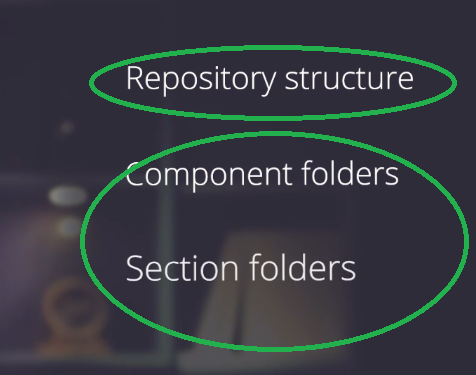 Repository structure
Component folders
Section folders